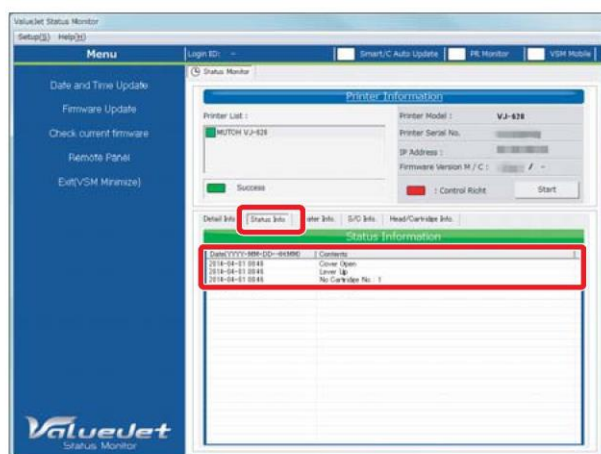 ValueJet Status Monitor
Setup(S) Help(H)
Menu
Login ID: -
Smart/C Auto Update
PR Monitor
VSM Mobile
Status Monitor
Date and Time Update
Firmware Update
Check current firmware
Remote Panel
Exit(VSM Minimize)
Printer Information
Printer List :
MUTOH VJ-628
Success
Printer Model : VJ-628
Printer Serial No.
IP Address :
Firmware Version M / C : / -
: Control Right
Start
Detail Info. Status Info. S/C Info. Head/Cartridge Info.
Status Information
Date(YYYY-MM-DD--HHMM) Contents
2014-04-01 0846 Cover Open
2014-04-01 0846 Lever Up
2014-04-01 0846 No Cartridge No. : 1
ValueJet
Status Monitor